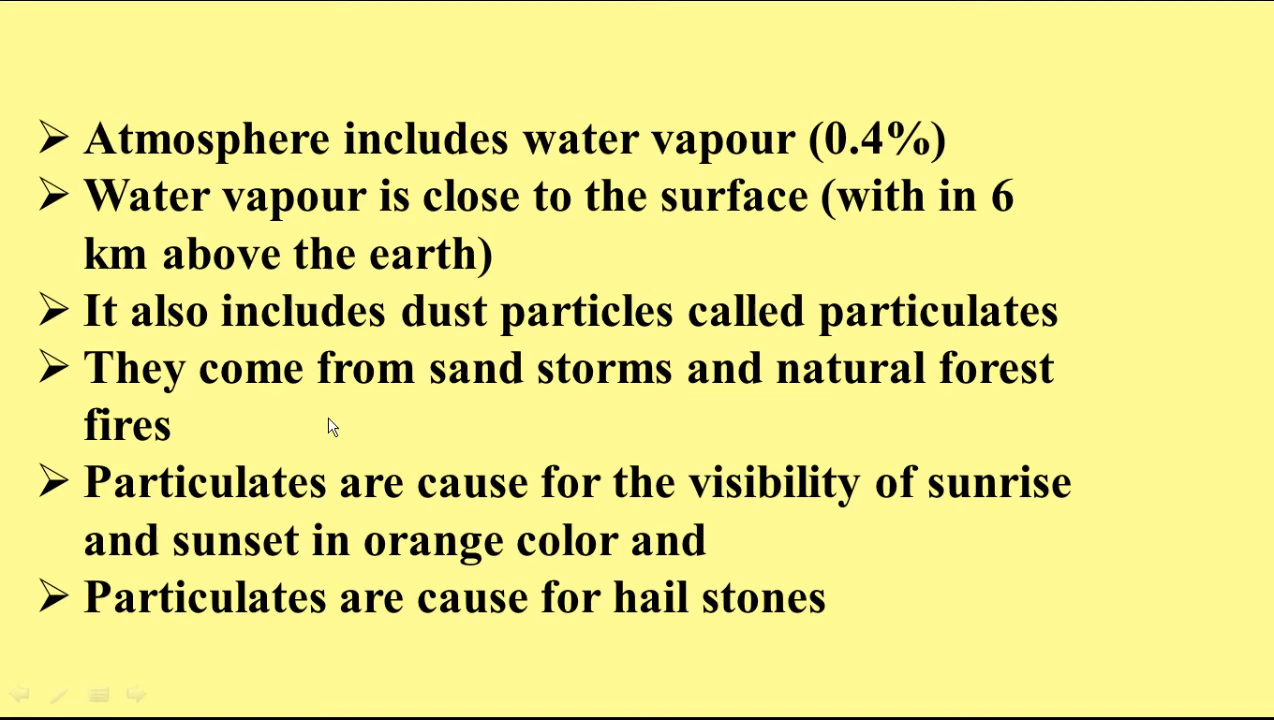 ➢ Atmosphere includes water vapour (0.4%)
➢ Water vapour is close to the surface (with in 6
km above the earth)
➢ It also includes dust particles called particulates
➢ They come from sand storms and natural forest
fires
➢ Particulates are cause for the visibility of sunrise
and sunset in orange color and
➢ Particulates are cause for hail stones